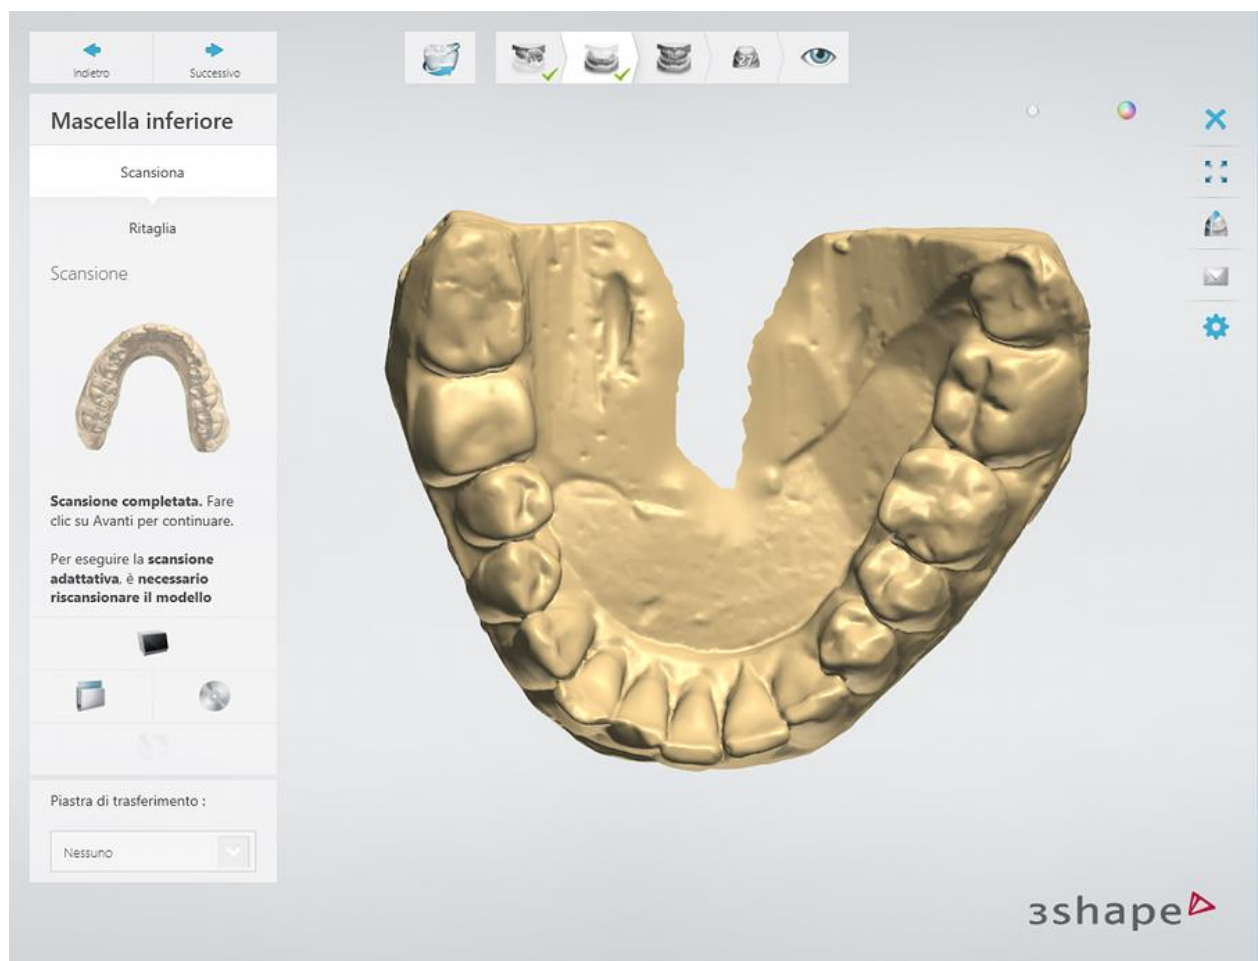 Indietro
Successivo
Mascella inferiore
Scansiona
Ritaglia
Scansione
Scansione completata. Fare
clic su Avanti per continuare.
Per eseguire la scansione
adattativa, è necessario
riscansionare il modello
Piastra di trasferimento :
Nessuno
27
3shape